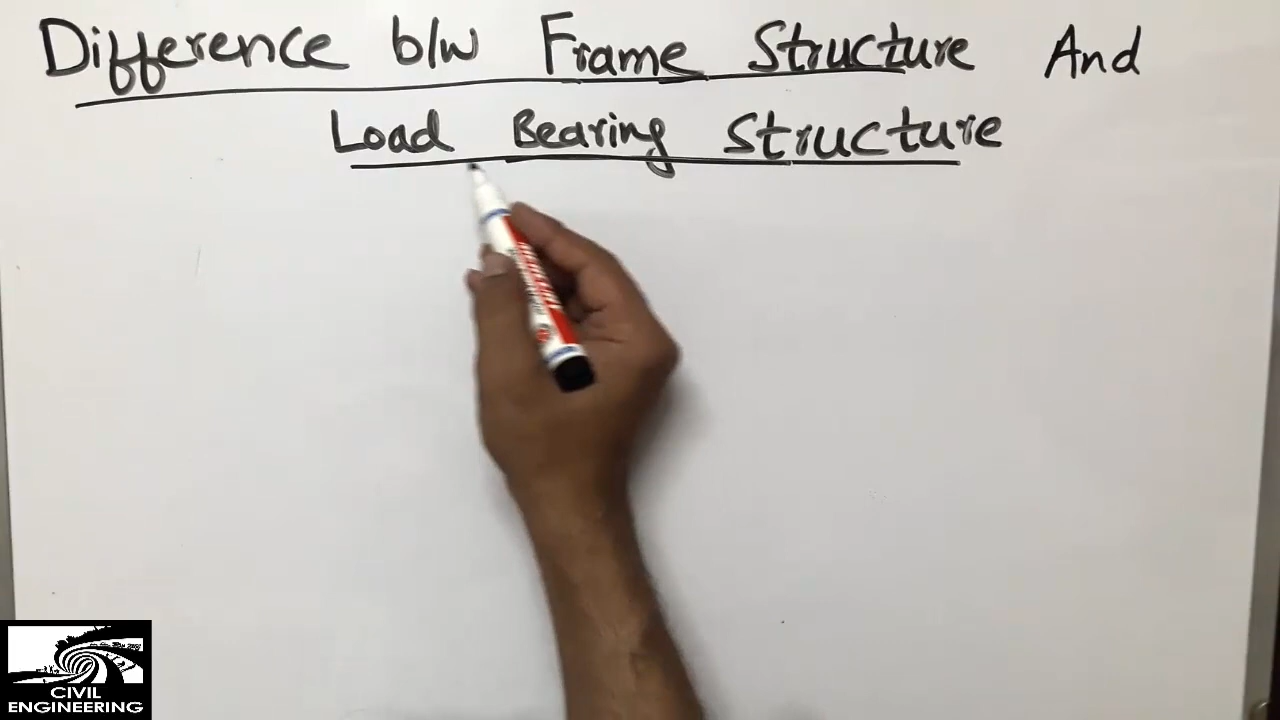 Difference b/w Frame Structure And
Load Bearing Structure
CIVIL
ENGINEERING